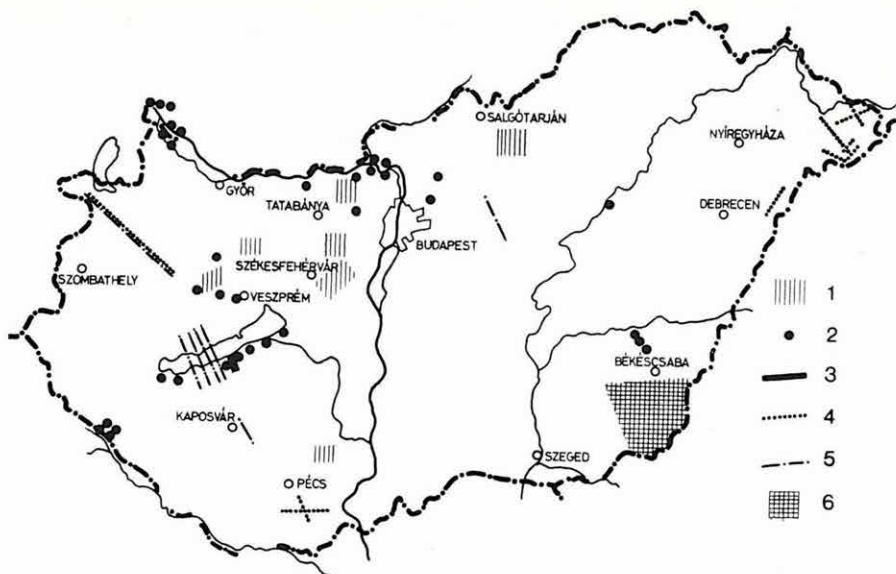 SALGÓTARJÁN
NYÍREGYHÁZA
GYŐR
TATABÁNYA
DEBRECEN
BUDAPEST
SZÉKESFEHÉRVÁR
SZOMBATHELY
VESZPRÉM
1
2
BÉKÉSCSABA
3
KAPOSVÁR
4
SZEGED
5
PÉCS
6